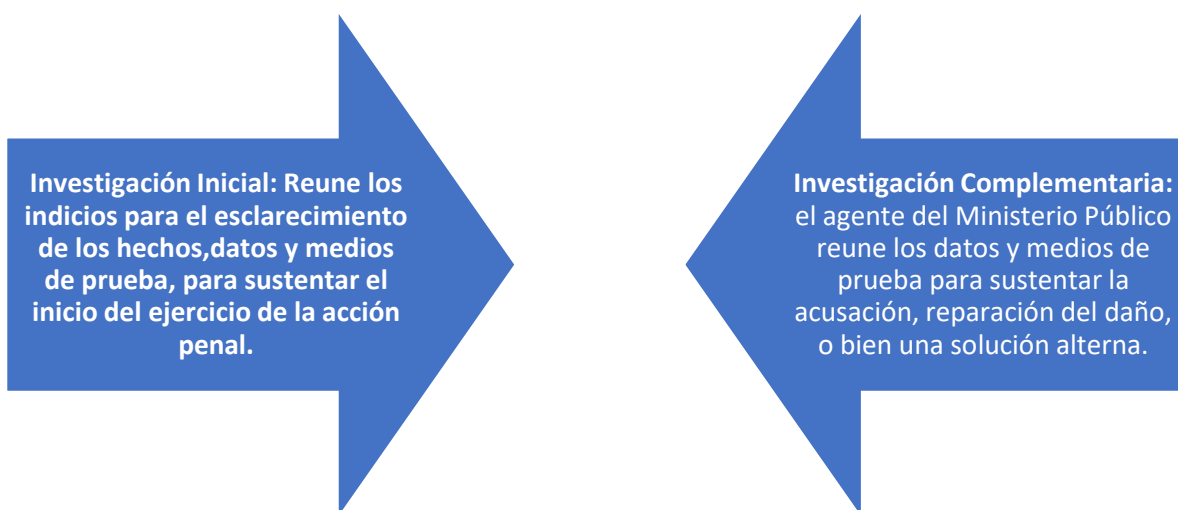 Investigación Inicial: Reune los
indicios para el esclarecimiento
de los hechos,datos y medios
de prueba, para sustentar el
inicio del ejercicio de la acción
penal.
Investigación Complementaria:
el agente del Ministerio Público
reune los datos y medios de
prueba para sustentar la
acusación, reparación del daño,
o bien una solución alterna.